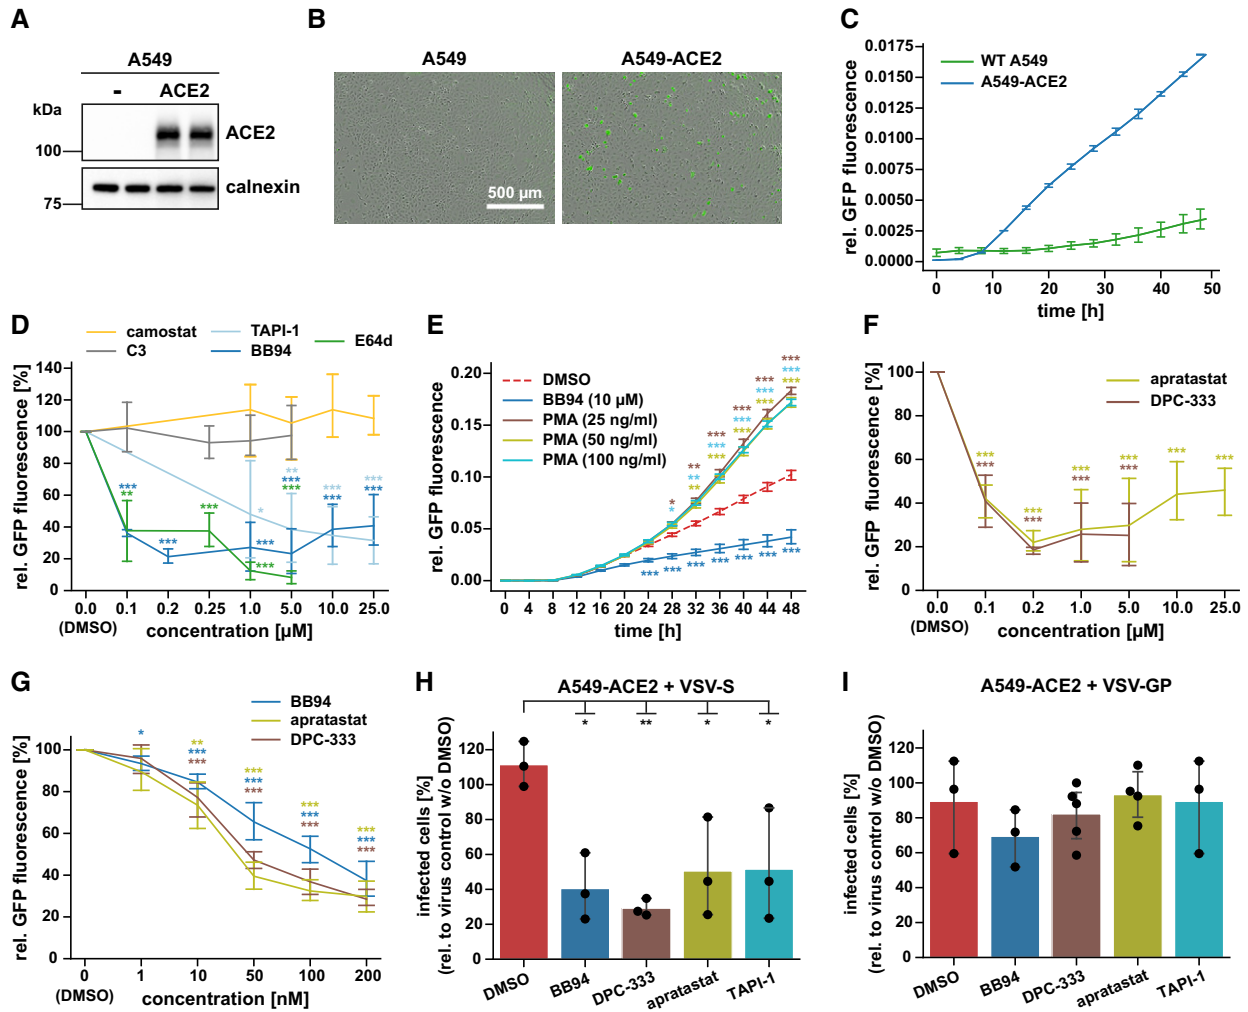 A
A549
-
ACE2
kDa
ACE2
100
calnexin
75
B
A549
A549-ACE2
500 µm
C
WT A549
A549-ACE2
rel. GFP fluorescence
0.0175
0.0150
0.0125
0.0100
0.0075
0.0050
0.0025
0.0000
0 10 20 30 40 50
time [h]
D
camostat
C3
TAPI-1
BB94
E64d
rel. GFP fluorescence [%]
140
120
100
80
60
40
20
0
***
**
***
***
*
***
***
**
***
***
***
***
***
***
0.0 0.1 0.2 0.25 1.0 5.0 10.0 25.0
(DMSO)
concentration [µM]
E
DMSO
BB94 (10 µM)
PMA (25 ng/ml)
PMA (50 ng/ml)
PMA (100 ng/ml)
rel. GFP fluorescence
0.20
0.15
0.10
0.05
0.00
*
*
**
**
**
***
***
***
***
***
***
***
***
***
***
***
***
*** *** *** *** *** *** ***
0 4 8 12 16 20 24 28 32 36 40 44 48
time [h]
F
apratastat
DPC-333
rel. GFP fluorescence [%]
100
80
60
40
20
0
***
***
***
***
***
***
***
***
***
***
0.0 0.1 0.2 1.0 5.0 10.0 25.0
(DMSO)
concentration [µM]
G
BB94
apratastat
DPC-333
rel. GFP fluorescence [%]
100
80
60
40
20
0
*
**
***
***
***
***
***
***
***
***
***
***
***
0 1 10 50 100 200
(DMSO)
concentration [nM]
H
A549-ACE2 + VSV-S
* ** * *
infected cells [%]
(rel. to virus control w/o DMSO)
120
100
80
60
40
20
0
DMSO BB94 DPC-333 apratastat TAPI-1
I
A549-ACE2 + VSV-GP
infected cells [%]
(rel. to virus control w/o DMSO)
120
100
80
60
40
20
0
DMSO BB94 DPC-333 apratastat TAPI-1